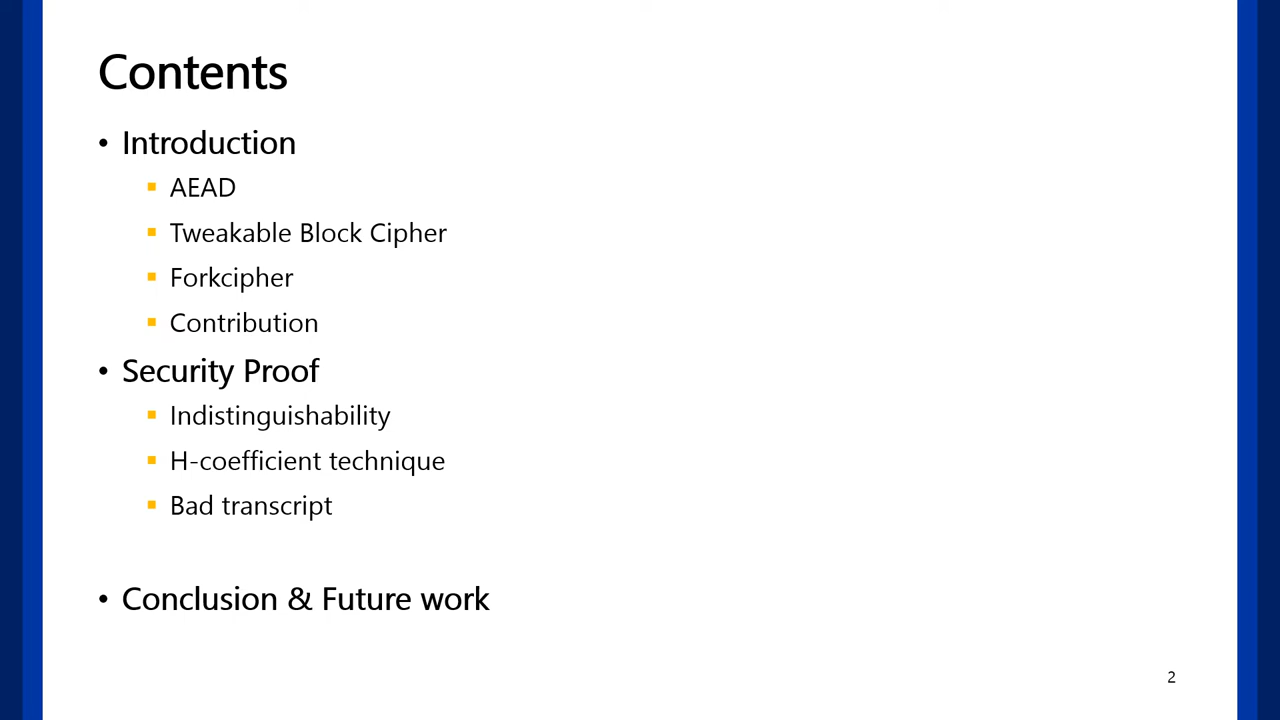 Contents
• Introduction
▪ AEAD
▪ Tweakable Block Cipher
▪ Forkcipher
▪ Contribution
• Security Proof
▪ Indistinguishability
▪ H-coefficient technique
▪ Bad transcript
• Conclusion & Future work
2